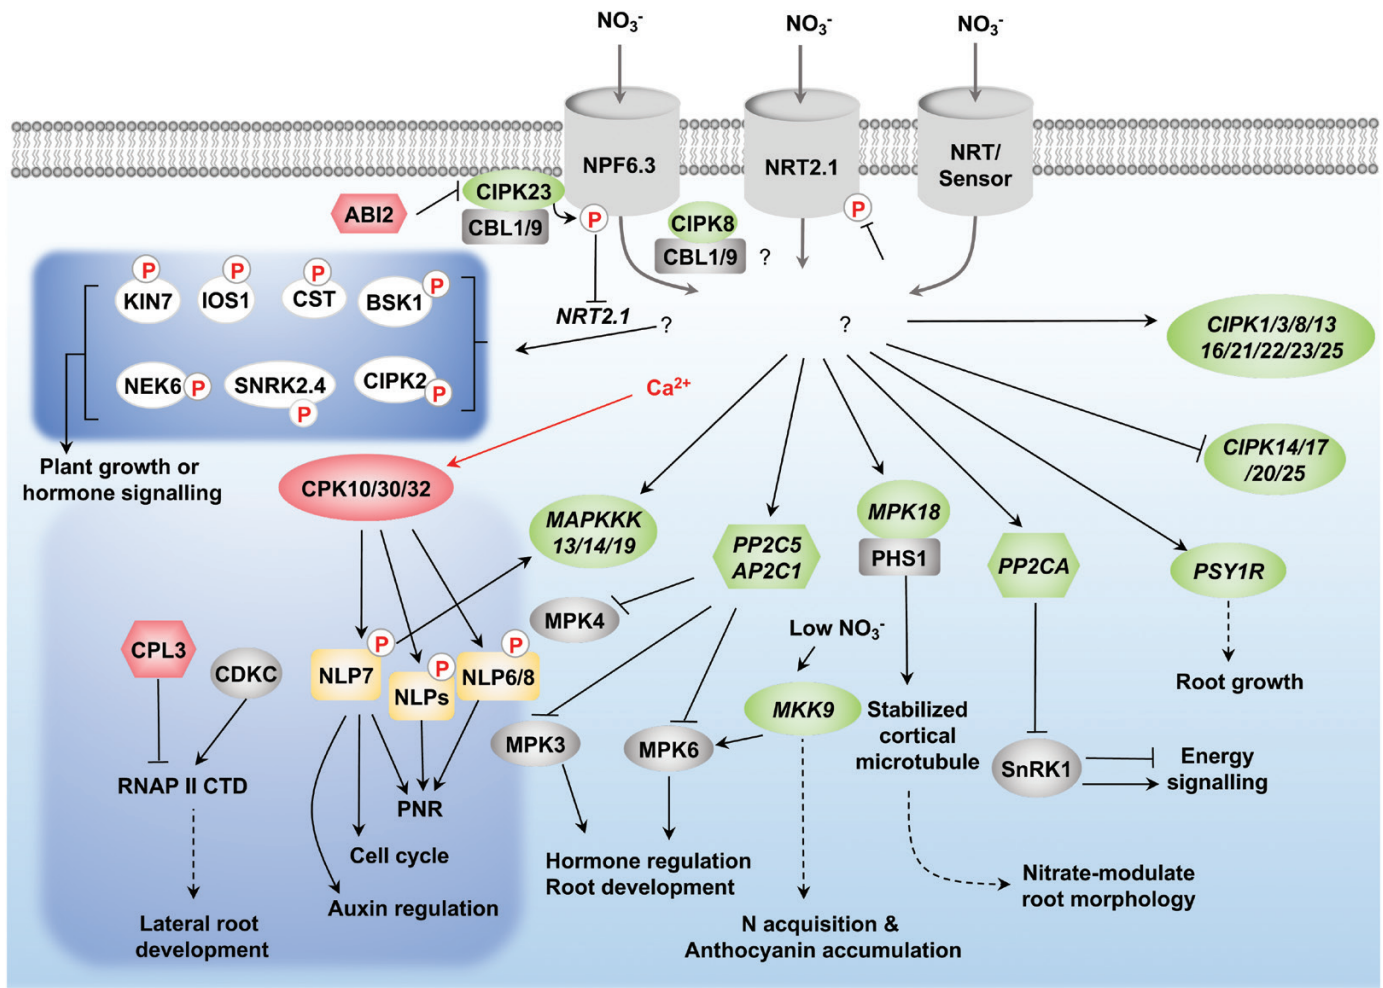 NO₃⁻
NO₃⁻
NO₃⁻
NPF6.3
NRT2.1
NRT/
Sensor
CIPK23
CBL1/9
ABI2
P
CIPK8
CBL1/9
?
P
NRT2.1
P
KIN7
P
IOS1
P
CST
P
BSK1
NEK6
P
SNRK2.4
P
CIPK2
P
?
?
CIPK1/3/8/13
16/21/22/23/25
Ca²⁺
CIPK14/17
/20/25
Plant growth or
hormone signalling
CPK10/30/32
MAPKKK
13/14/19
PP2C5
AP2C1
MPK18
PHS1
PP2CA
PSY1R
MPK4
Low NO₃⁻
CPL3
CDKC
P
NLP7
P
NLPs
P
NLP6/8
Root growth
MKK9
MPK3
MPK6
Stabilized
cortical
microtubule
SnRK1
Energy
signalling
RNAP II CTD
PNR
Cell cycle
Auxin regulation
Hormone regulation
Root development
Nitrate-modulate
root morphology
Lateral root
development
N acquisition &
Anthocyanin accumulation